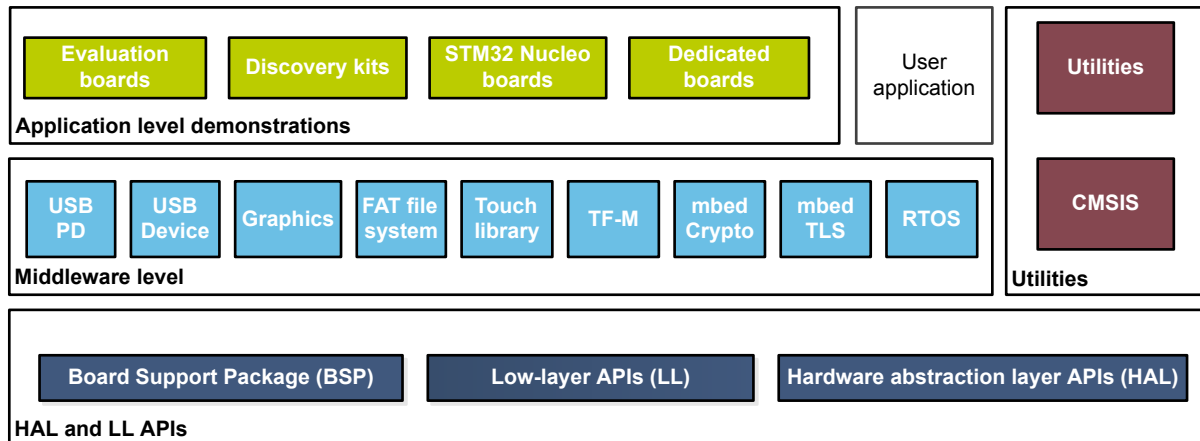 Evaluation
boards
Discovery kits
STM32 Nucleo
boards
Dedicated
boards
Application level demonstrations
User
application
Utilities
CMSIS
Utilities
USB
PD
USB
Device
Graphics
FAT file
system
Touch
library
TF-M
mbed
Crypto
mbed
TLS
RTOS
Middleware level
Board Support Package (BSP)
Low-layer APIs (LL)
Hardware abstraction layer APIs (HAL)
HAL and LL APIs